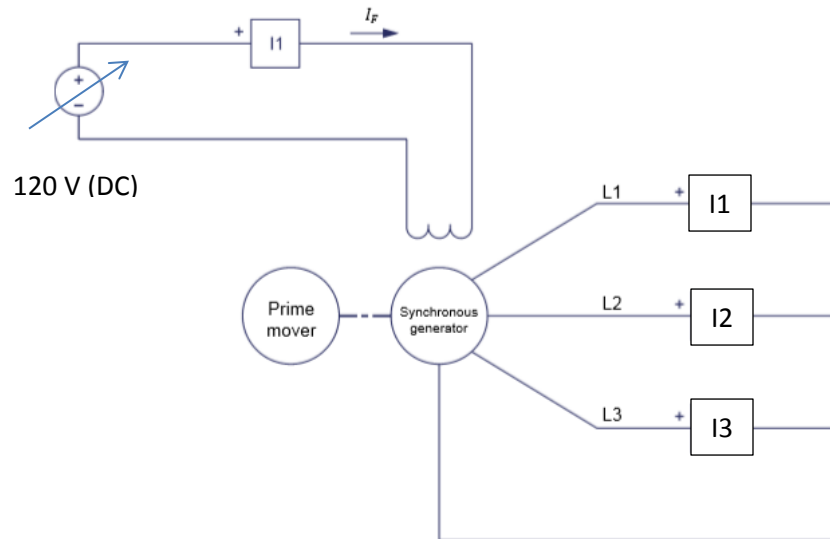 I_F
+
I1
+
−
120 V (DC)
L1
+
I1
Prime
mover
Synchronous
generator
L2
+
I2
L3
+
I3